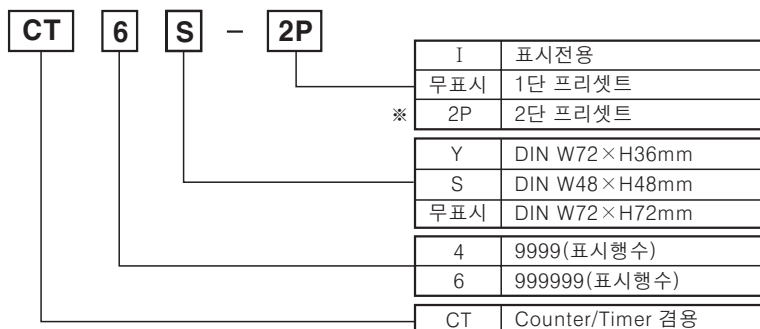 CT 6 S - 2P
I 표시전용
무표시 1단 프리셋트
※ 2P 2단 프리셋트
Y DIN W72×H36mm
S DIN W48×H48mm
무표시 DIN W72×H72mm
4 9999(표시행수)
6 999999(표시행수)
CT Counter/Timer 겸용